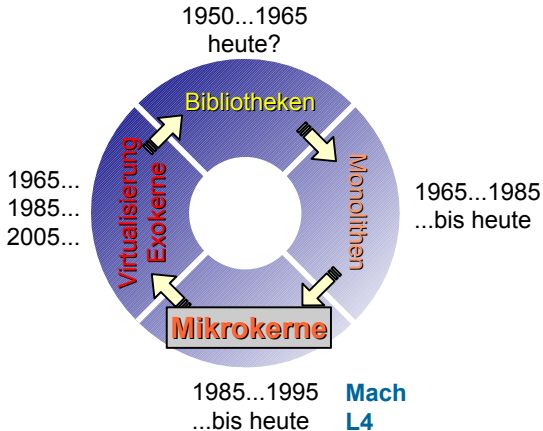 1950...1965
heute?
Bibliotheken
Monolithen
1965...1985
...bis heute
Mikrokerne
1985...1995 Mach
...bis heute L4
Virtualisierung
Exokerne
1965...
1985...
2005...